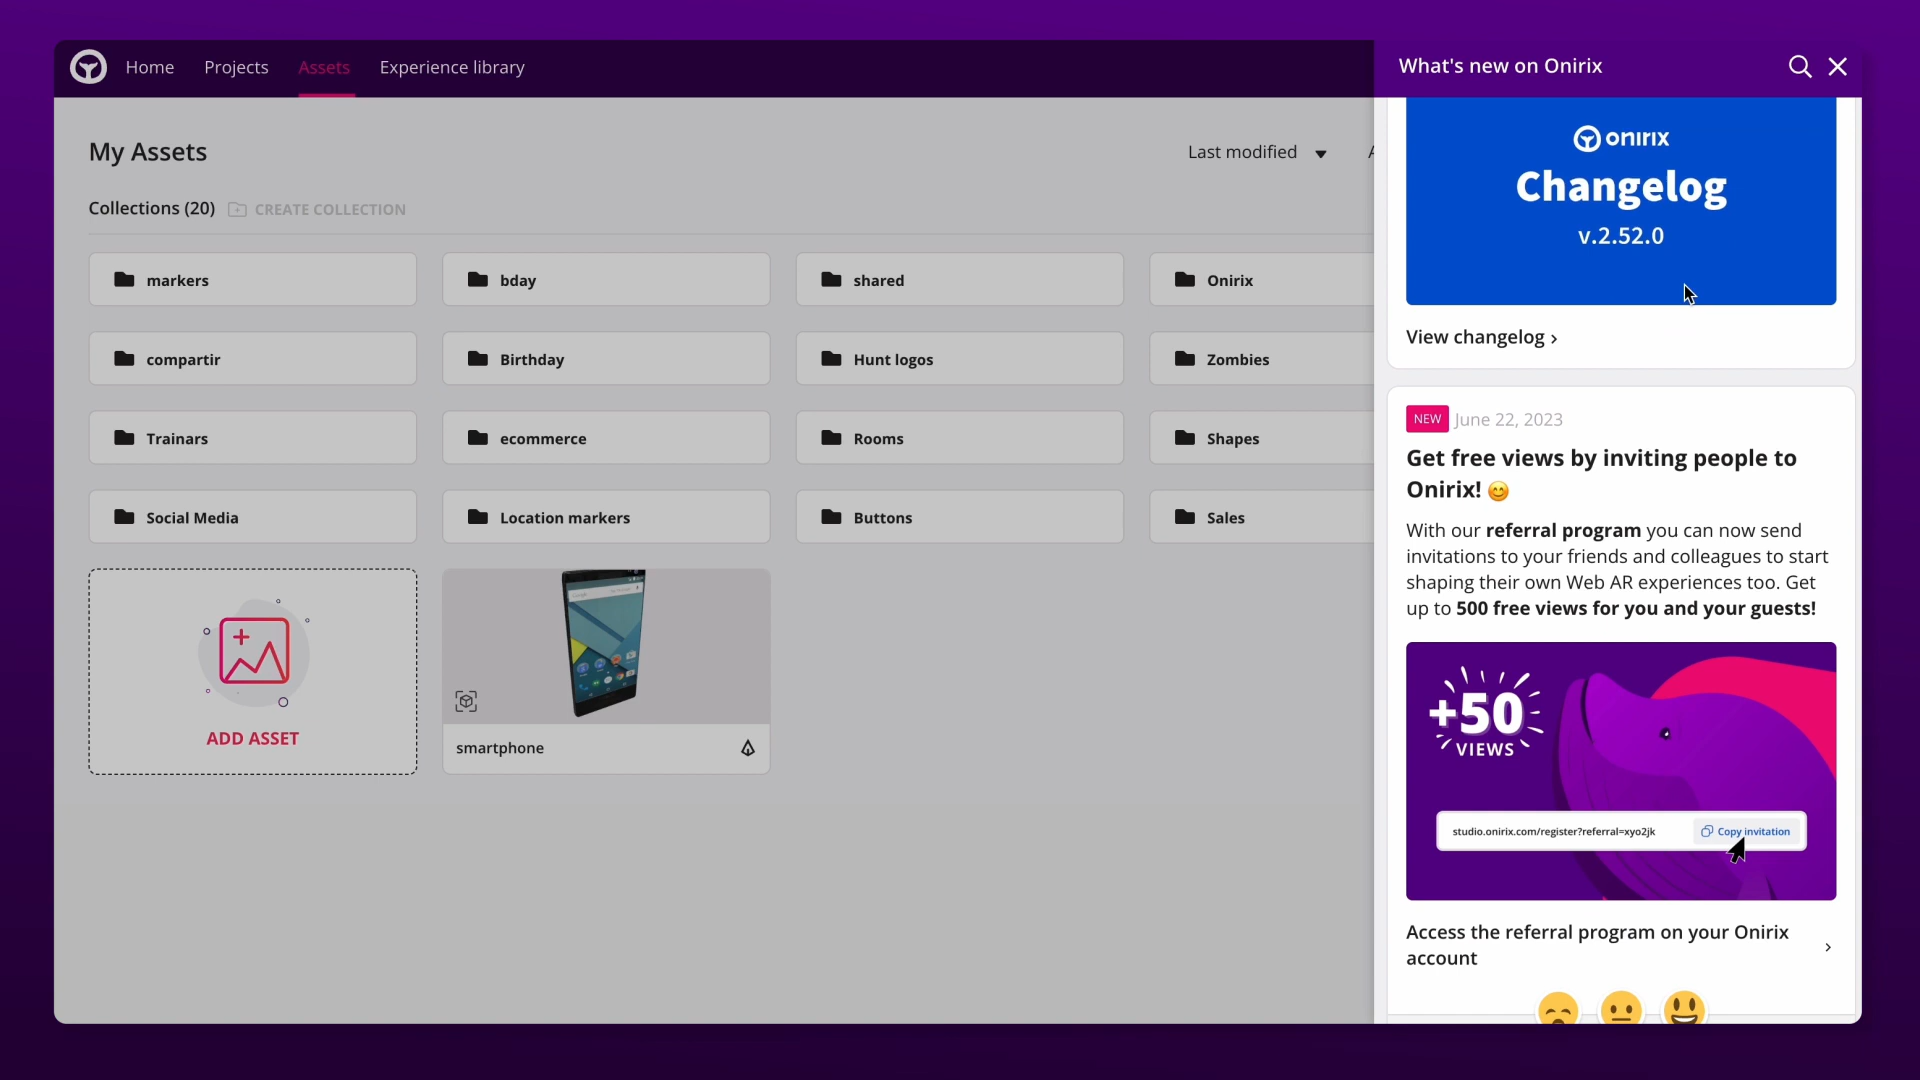 Home Projects Assets Experience library
What's new on Onirix
My Assets
Last modified
Collections (20) CREATE COLLECTION
markers
bday
shared
Onirix
compartir
Birthday
Hunt logos
Zombies
Trainars
ecommerce
Rooms
Shapes
Social Media
Location markers
Buttons
Sales
ADD ASSET
smartphone
onirix
Changelog
v.2.52.0
View changelog ›
NEW June 22, 2023
Get free views by inviting people to
Onirix! 😊
With our referral program you can now send
invitations to your friends and colleagues to start
shaping their own Web AR experiences too. Get
up to 500 free views for you and your guests!
+50
VIEWS
studio.onirix.com/register?referral=xyo2jk Copy invitation
Access the referral program on your Onirix
account ›